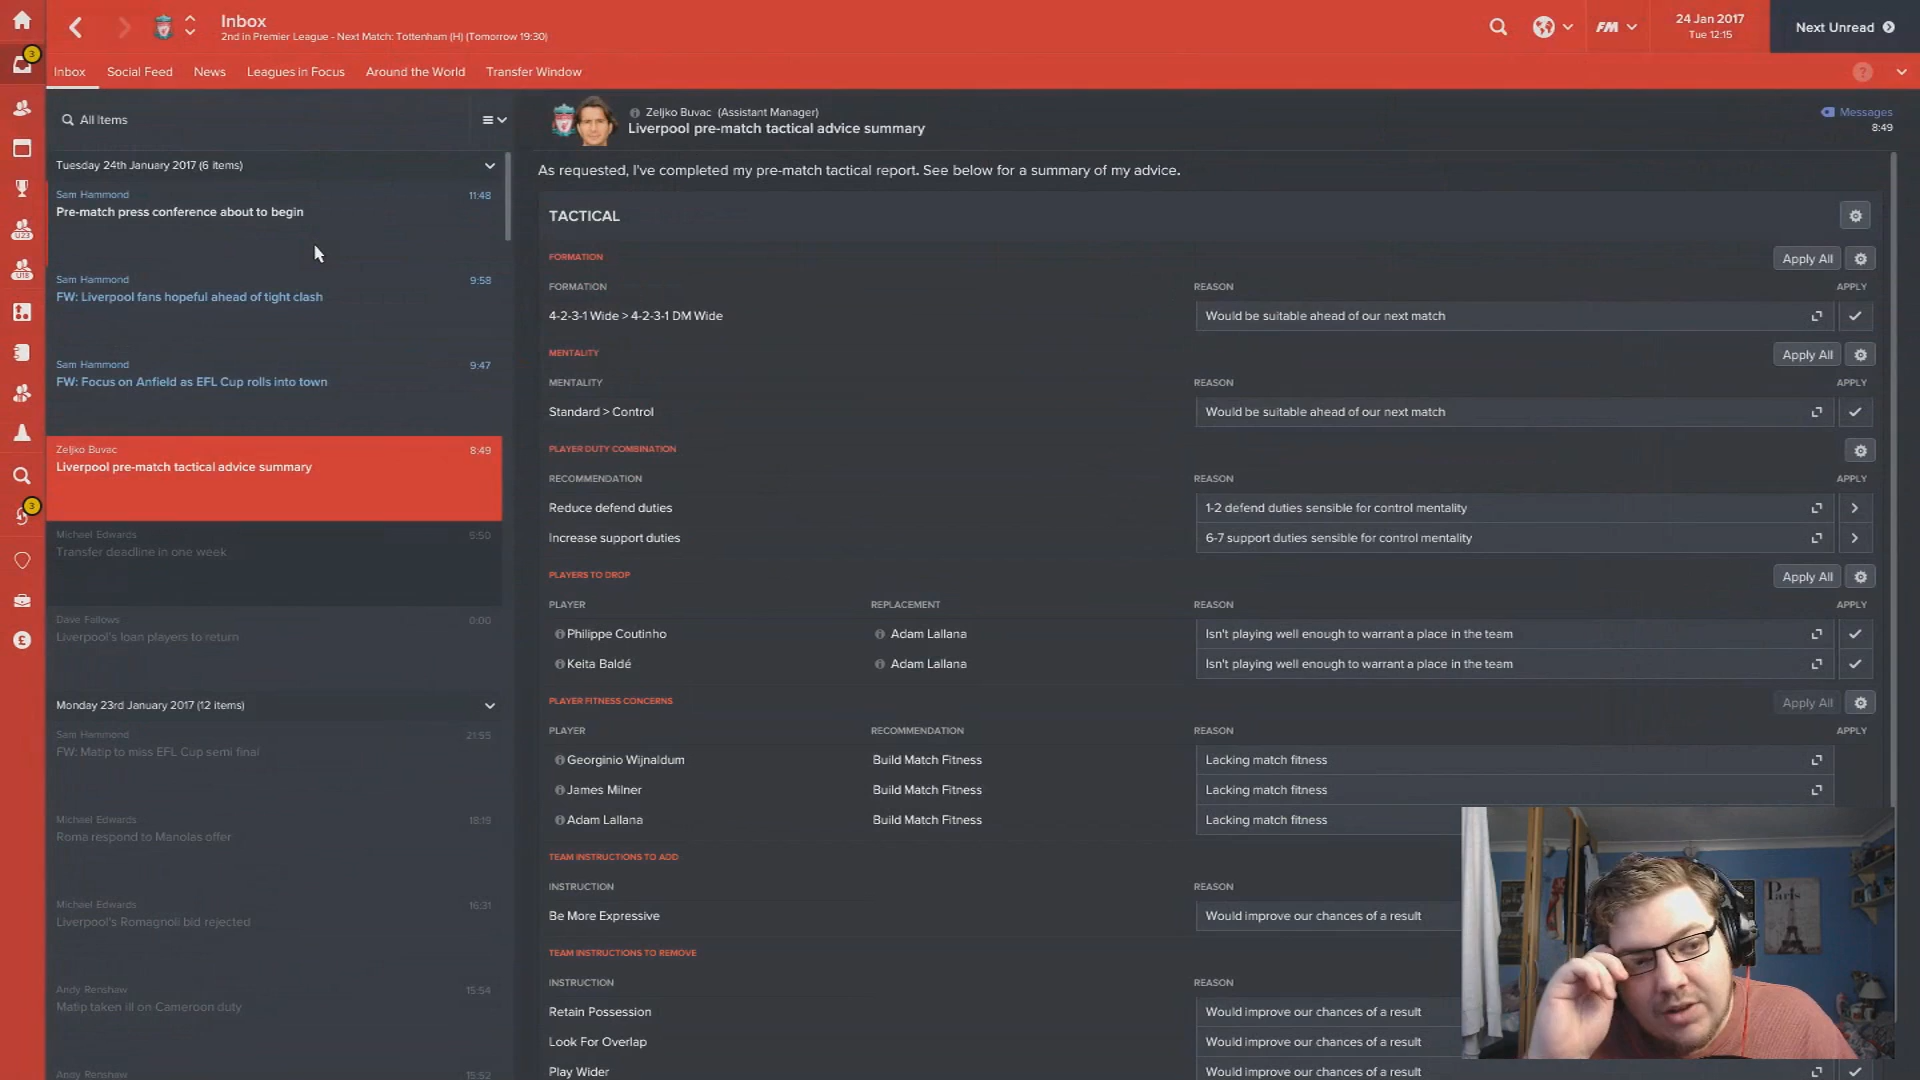 Inbox
2nd in Premier League - Next Match: Tottenham (H) (Tomorrow 19:30)
FM
24 Jan 2017
Tue 12:15
Next Unread
3
Inbox
Social Feed
News
Leagues in Focus
Around the World
Transfer Window
?
All Items
Zeljko Buvac (Assistant Manager)
Liverpool pre-match tactical advice summary
Messages
8:49
Tuesday 24th January 2017 (6 items)
Sam Hammond
11:48
Pre-match press conference about to begin
Sam Hammond
9:58
FW: Liverpool fans hopeful ahead of tight clash
Sam Hammond
9:47
FW: Focus on Anfield as EFL Cup rolls into town
Zeljko Buvac
8:49
Liverpool pre-match tactical advice summary
Michael Edwards
Transfer deadline in one week
Dave Fallows
0:00
Liverpool's loan players to return
Monday 23rd January 2017 (12 items)
Sam Hammond
21:55
FW: Matip to miss EFL Cup semi final
Michael Edwards
18:19
Roma respond to Manolas offer
Michael Edwards
16:31
Liverpool's Romagnoli bid rejected
Andy Renshaw
15:54
Matip taken ill on Cameroon duty
Andy Renshaw
15:52
U23
U18
3
£
As requested, I've completed my pre-match tactical report. See below for a summary of my advice.
TACTICAL
FORMATION
Apply All
FORMATION
REASON
APPLY
4-2-3-1 Wide > 4-2-3-1 DM Wide
Would be suitable ahead of our next match
MENTALITY
Apply All
MENTALITY
REASON
APPLY
Standard > Control
Would be suitable ahead of our next match
PLAYER DUTY COMBINATION
RECOMMENDATION
REASON
APPLY
Reduce defend duties
1-2 defend duties sensible for control mentality
Increase support duties
6-7 support duties sensible for control mentality
PLAYERS TO DROP
Apply All
PLAYER
REPLACEMENT
REASON
APPLY
Philippe Coutinho
Adam Lallana
Isn't playing well enough to warrant a place in the team
Keita Baldé
Adam Lallana
Isn't playing well enough to warrant a place in the team
PLAYER FITNESS CONCERNS
Apply All
PLAYER
RECOMMENDATION
REASON
APPLY
Georginio Wijnaldum
Build Match Fitness
Lacking match fitness
James Milner
Build Match Fitness
Lacking match fitness
Adam Lallana
Build Match Fitness
Lacking match fitness
TEAM INSTRUCTIONS TO ADD
INSTRUCTION
REASON
Be More Expressive
Would improve our chances of a result
TEAM INSTRUCTIONS TO REMOVE
INSTRUCTION
REASON
Retain Possession
Would improve our chances of a result
Look For Overlap
Would improve our chances of a result
Play Wider
Would improve our chances of a result
Paris